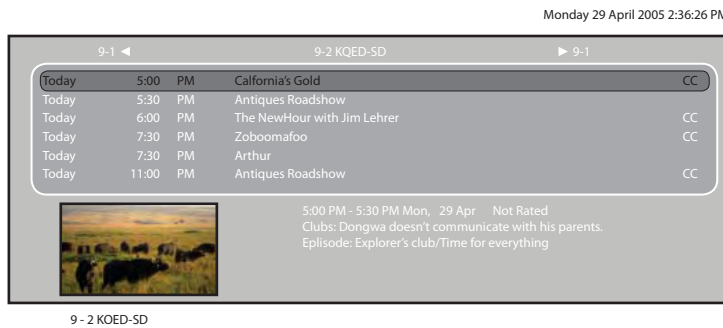 Monday 29 April 2005 2:36:26 PM
9-1 ◄ 9-2 KQED-SD ► 9-1
Today 5:00 PM Calfornia's Gold CC
Today 5:30 PM Antiques Roadshow
Today 6:00 PM The NewHour with Jim Lehrer CC
Today 7:30 PM Zoboomafoo CC
Today 7:30 PM Arthur
Today 11:00 PM Antiques Roadshow CC
5:00 PM - 5:30 PM Mon, 29 Apr Not Rated
Clubs: Dongwa doesn't communicate with his parents.
Eplisode: Explorer's club/Time for everything
9 - 2 KOED-SD